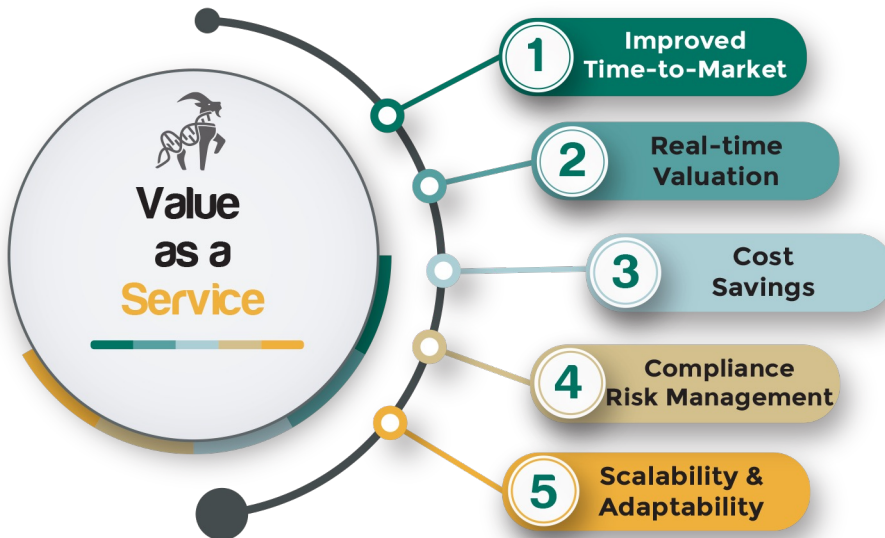 Value
as a
Service
1
Improved
Time-to-Market
2
Real-time
Valuation
3
Cost
Savings
4
Compliance
Risk Management
5
Scalability &
Adaptability